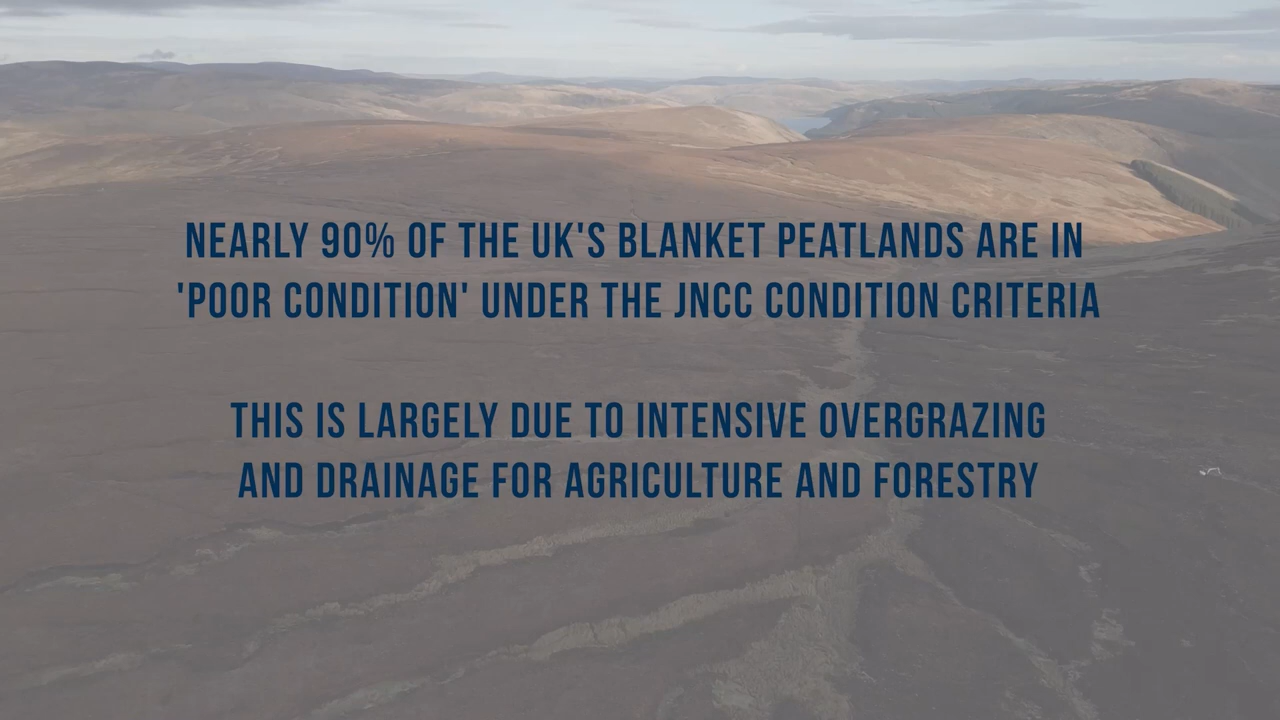 NEARLY 90% OF THE UK'S BLANKET PEATLANDS ARE IN
'POOR CONDITION' UNDER THE JNCC CONDITION CRITERIA
THIS IS LARGELY DUE TO INTENSIVE OVERGRAZING
AND DRAINAGE FOR AGRICULTURE AND FORESTRY